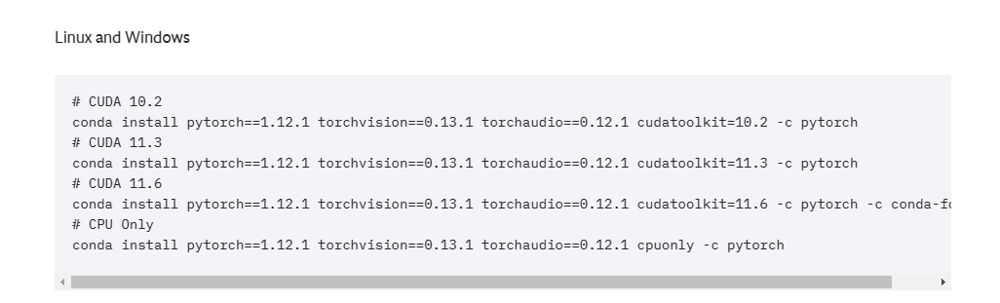 Linux and Windows
# CUDA 10.2
conda install pytorch==1.12.1 torchvision==0.13.1 torchaudio==0.12.1 cudatoolkit=10.2 -c pytorch
# CUDA 11.3
conda install pytorch==1.12.1 torchvision==0.13.1 torchaudio==0.12.1 cudatoolkit=11.3 -c pytorch
# CUDA 11.6
conda install pytorch==1.12.1 torchvision==0.13.1 torchaudio==0.12.1 cudatoolkit=11.6 -c pytorch -c
# CPU Only
conda install pytorch==1.12.1 torchvision==0.13.1 torchaudio==0.12.1 cpuonly -c pytorch